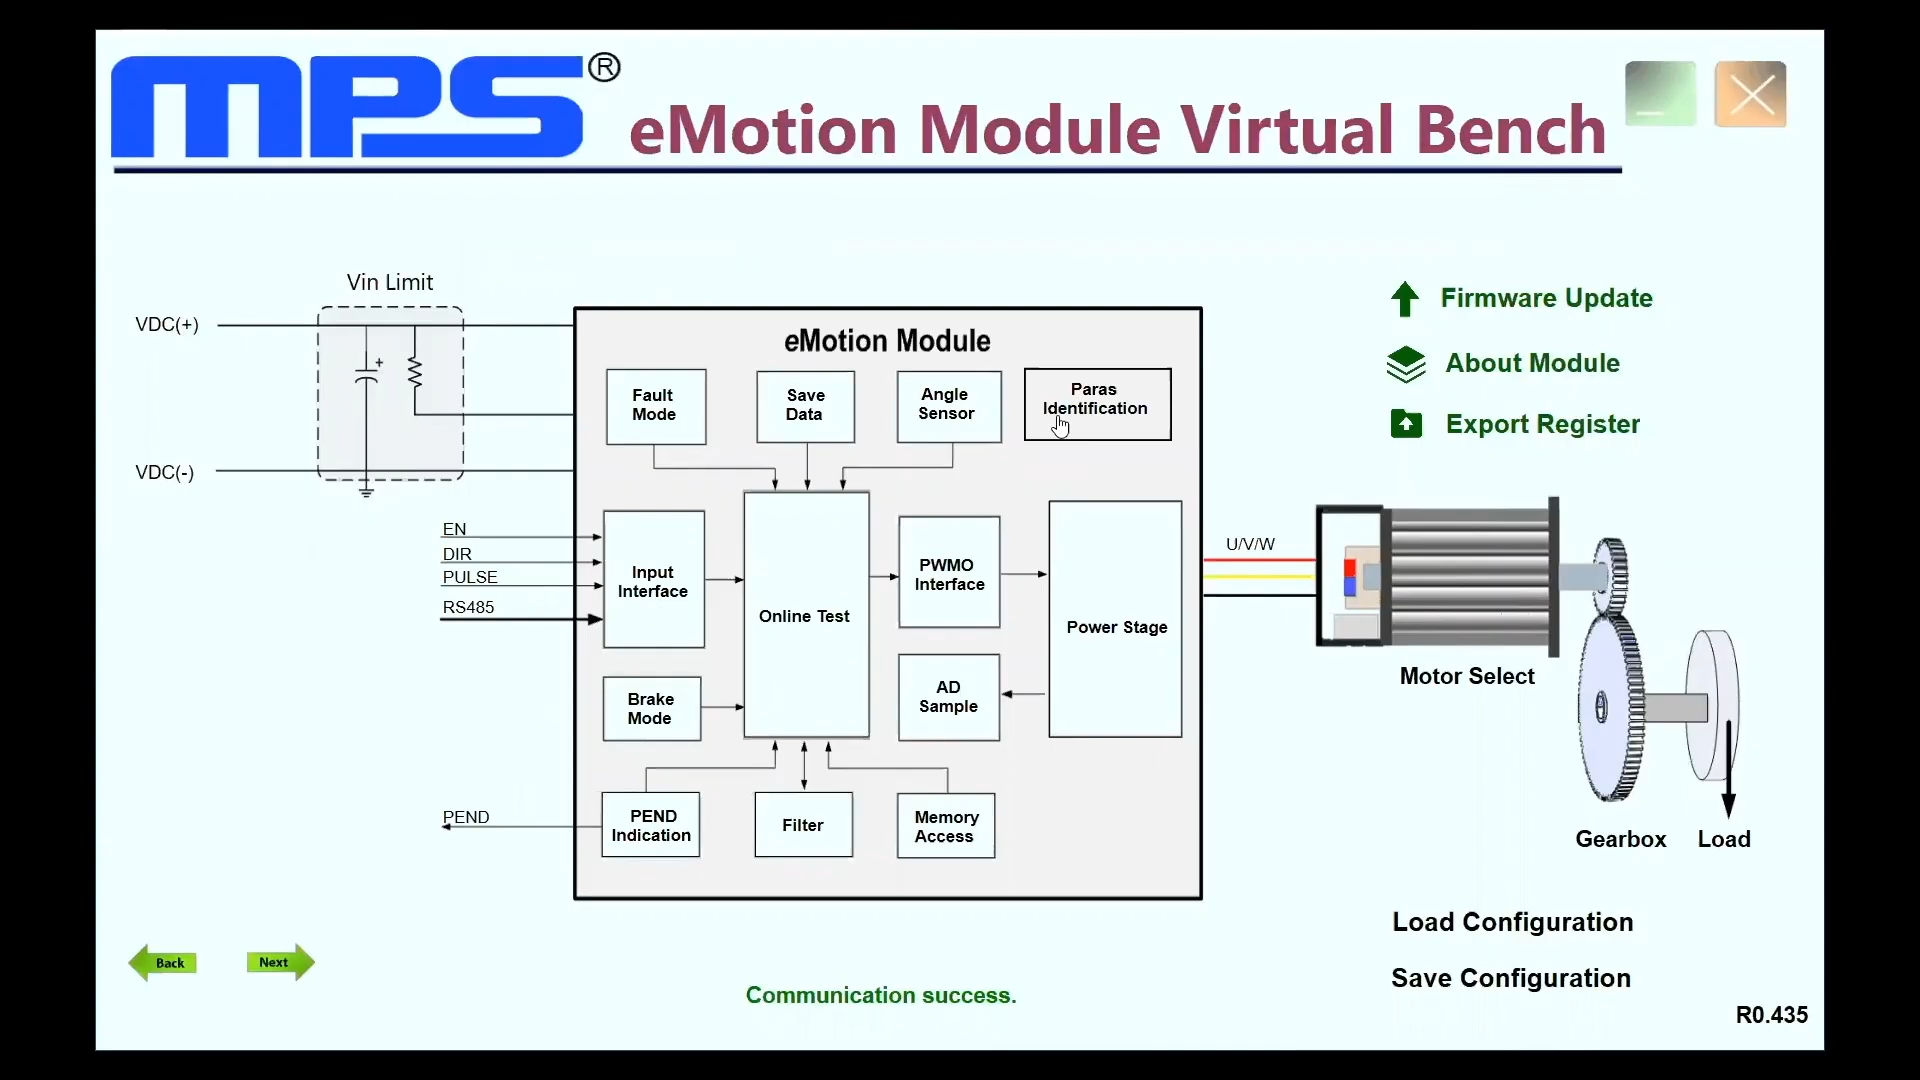 MPS®
eMotion Module Virtual Bench
Vin Limit
VDC(+)
VDC(-)
eMotion Module
Fault
Mode
Save
Data
Angle
Sensor
Paras
Identification
EN
DIR
PULSE
RS485
Input
Interface
Online Test
PWMO
Interface
Power Stage
Brake
Mode
AD
Sample
PEND
PEND
Indication
Filter
Memory
Access
U/V/W
Firmware Update
About Module
Export Register
Motor Select
Gearbox
Load
Load Configuration
Save Configuration
Back
Next
Communication success.
R0.435